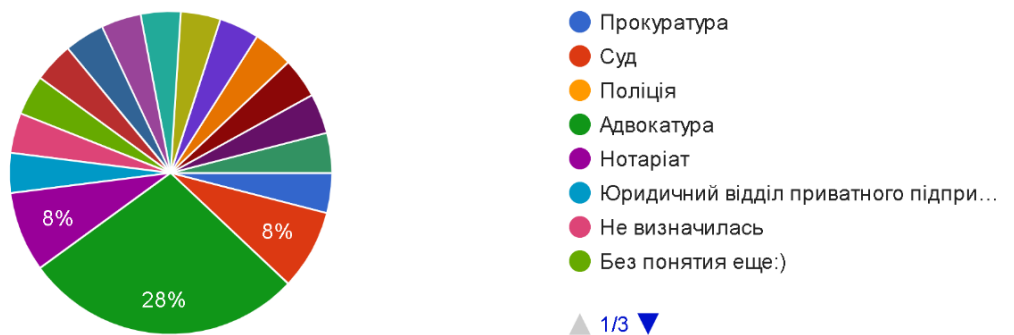 8%
8%
28%
Прокуратура
Суд
Поліція
Адвокатура
Нотаріат
Юридичний відділ приватного підпри…
Не визначилась
Без понятия еще:)
1/3